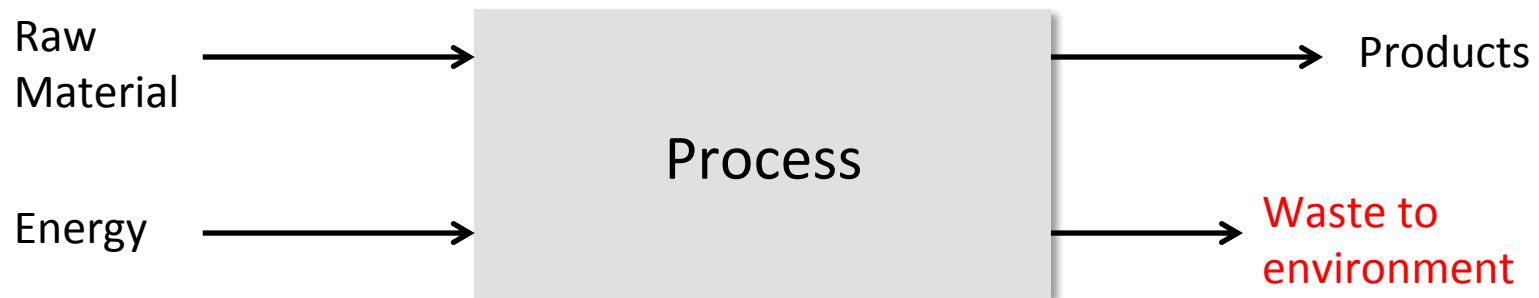 Raw
Material
Energy
Process
Products
Waste to
environment